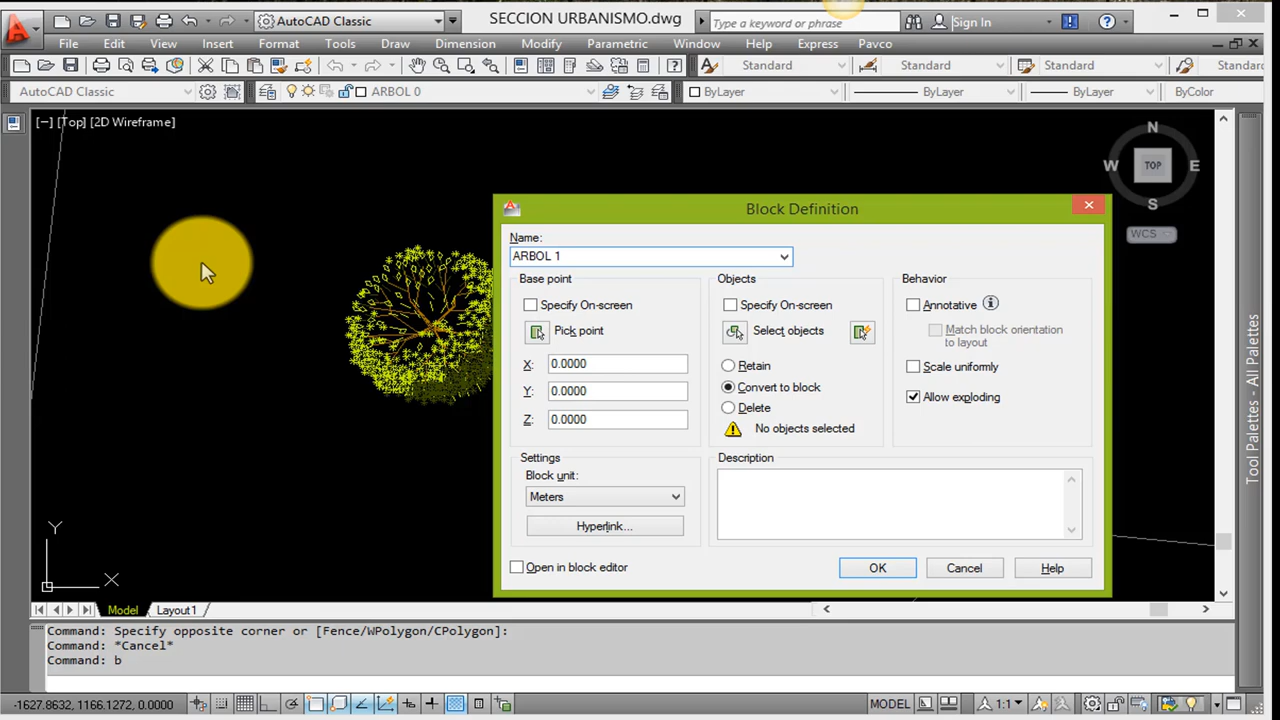 AutoCAD Classic
SECCION URBANISMO.dwg
Type a keyword or phrase
Sign In
File Edit View Insert Format Tools Draw Dimension Modify Parametric Window Help Express Pavco
Standard Standard Standard Standar
AutoCAD Classic ARBOL 0 ByLayer ByLayer ByLayer ByColor
[−] [Top] [2D Wireframe]
N
W TOP E
S
WCS
Block Definition
Name:
ARBOL 1
Base point Objects Behavior
Specify On-screen Specify On-screen Annotative
Pick point Select objects Match block orientation
to layout
X: 0.0000 Retain Scale uniformly
Y: 0.0000 Convert to block Allow exploding
Z: 0.0000 Delete
No objects selected
Settings Description
Block unit:
Meters
Hyperlink...
Open in block editor OK Cancel Help
Tool Palettes - All Palettes
Y
X
Model Layout1
Command: Specify opposite corner or [Fence/WPolygon/CPolygon]:
Command: *Cancel*
Command: b
-1627.8632, 1166.1272, 0.0000 MODEL 1:1